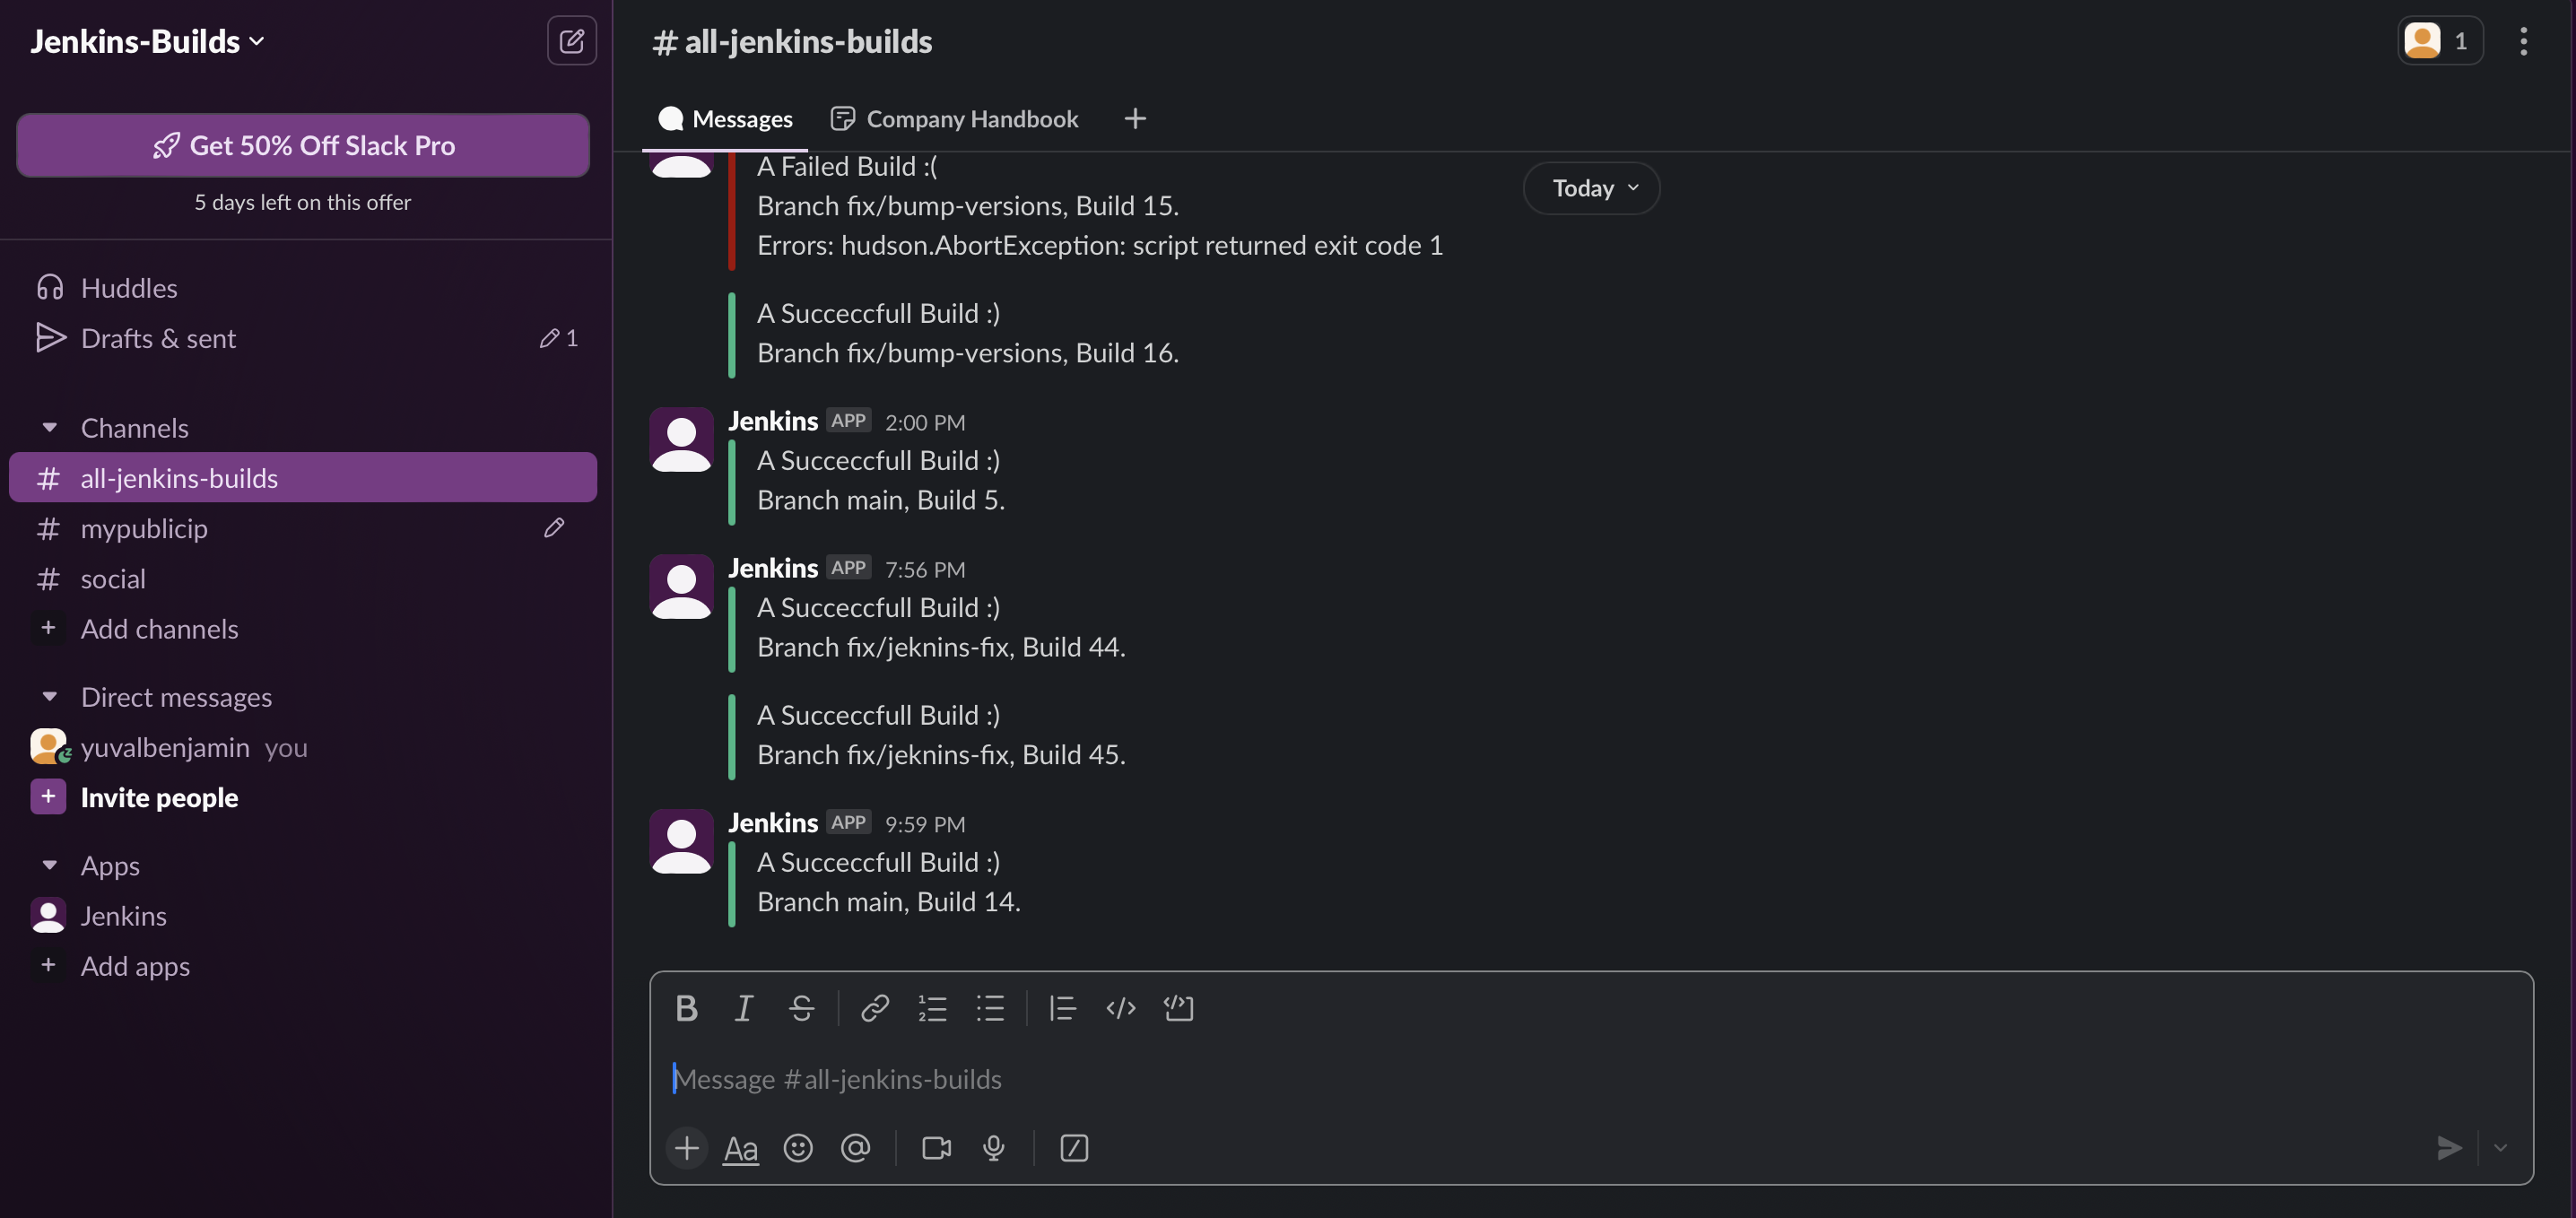 Jenkins-Builds
Get 50% Off Slack Pro
5 days left on this offer
Huddles
Drafts & sent
1
Channels
# all-jenkins-builds
# mypublicip
# social
+ Add channels
Direct messages
yuvalbenjamin you
+ Invite people
Apps
Jenkins
+ Add apps
# all-jenkins-builds
1
Messages
Company Handbook
+
Today
A Failed Build :(
Branch fix/bump-versions, Build 15.
Errors: hudson.AbortException: script returned exit code 1
A Succeccfull Build :)
Branch fix/bump-versions, Build 16.
Jenkins APP 2:00 PM
A Succeccfull Build :)
Branch main, Build 5.
Jenkins APP 7:56 PM
A Succeccfull Build :)
Branch fix/jeknins-fix, Build 44.
A Succeccfull Build :)
Branch fix/jeknins-fix, Build 45.
Jenkins APP 9:59 PM
A Succeccfull Build :)
Branch main, Build 14.
B I S
Message #all-jenkins-builds
+ Aa @